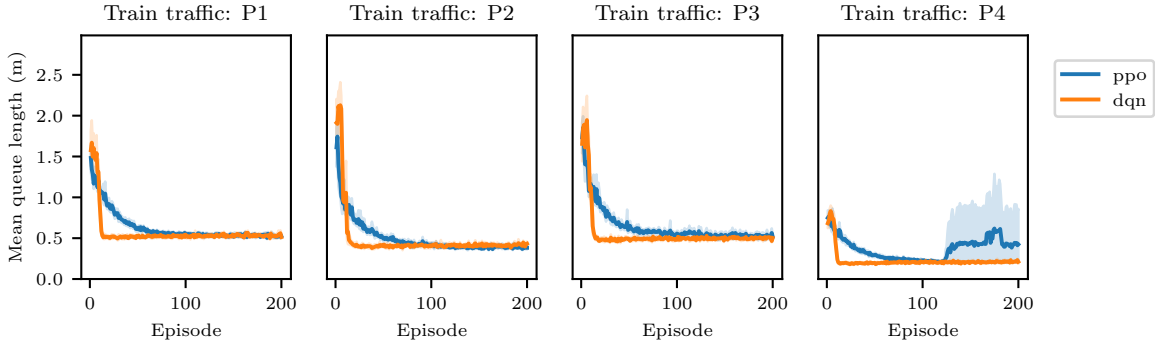 Train traffic: P1
Train traffic: P2
Train traffic: P3
Train traffic: P4
Mean queue length (m)
2.5
2.0
1.5
1.0
0.5
0.0
0 100 200
0 100 200
0 100 200
0 100 200
Episode
Episode
Episode
Episode
ppo
dqn